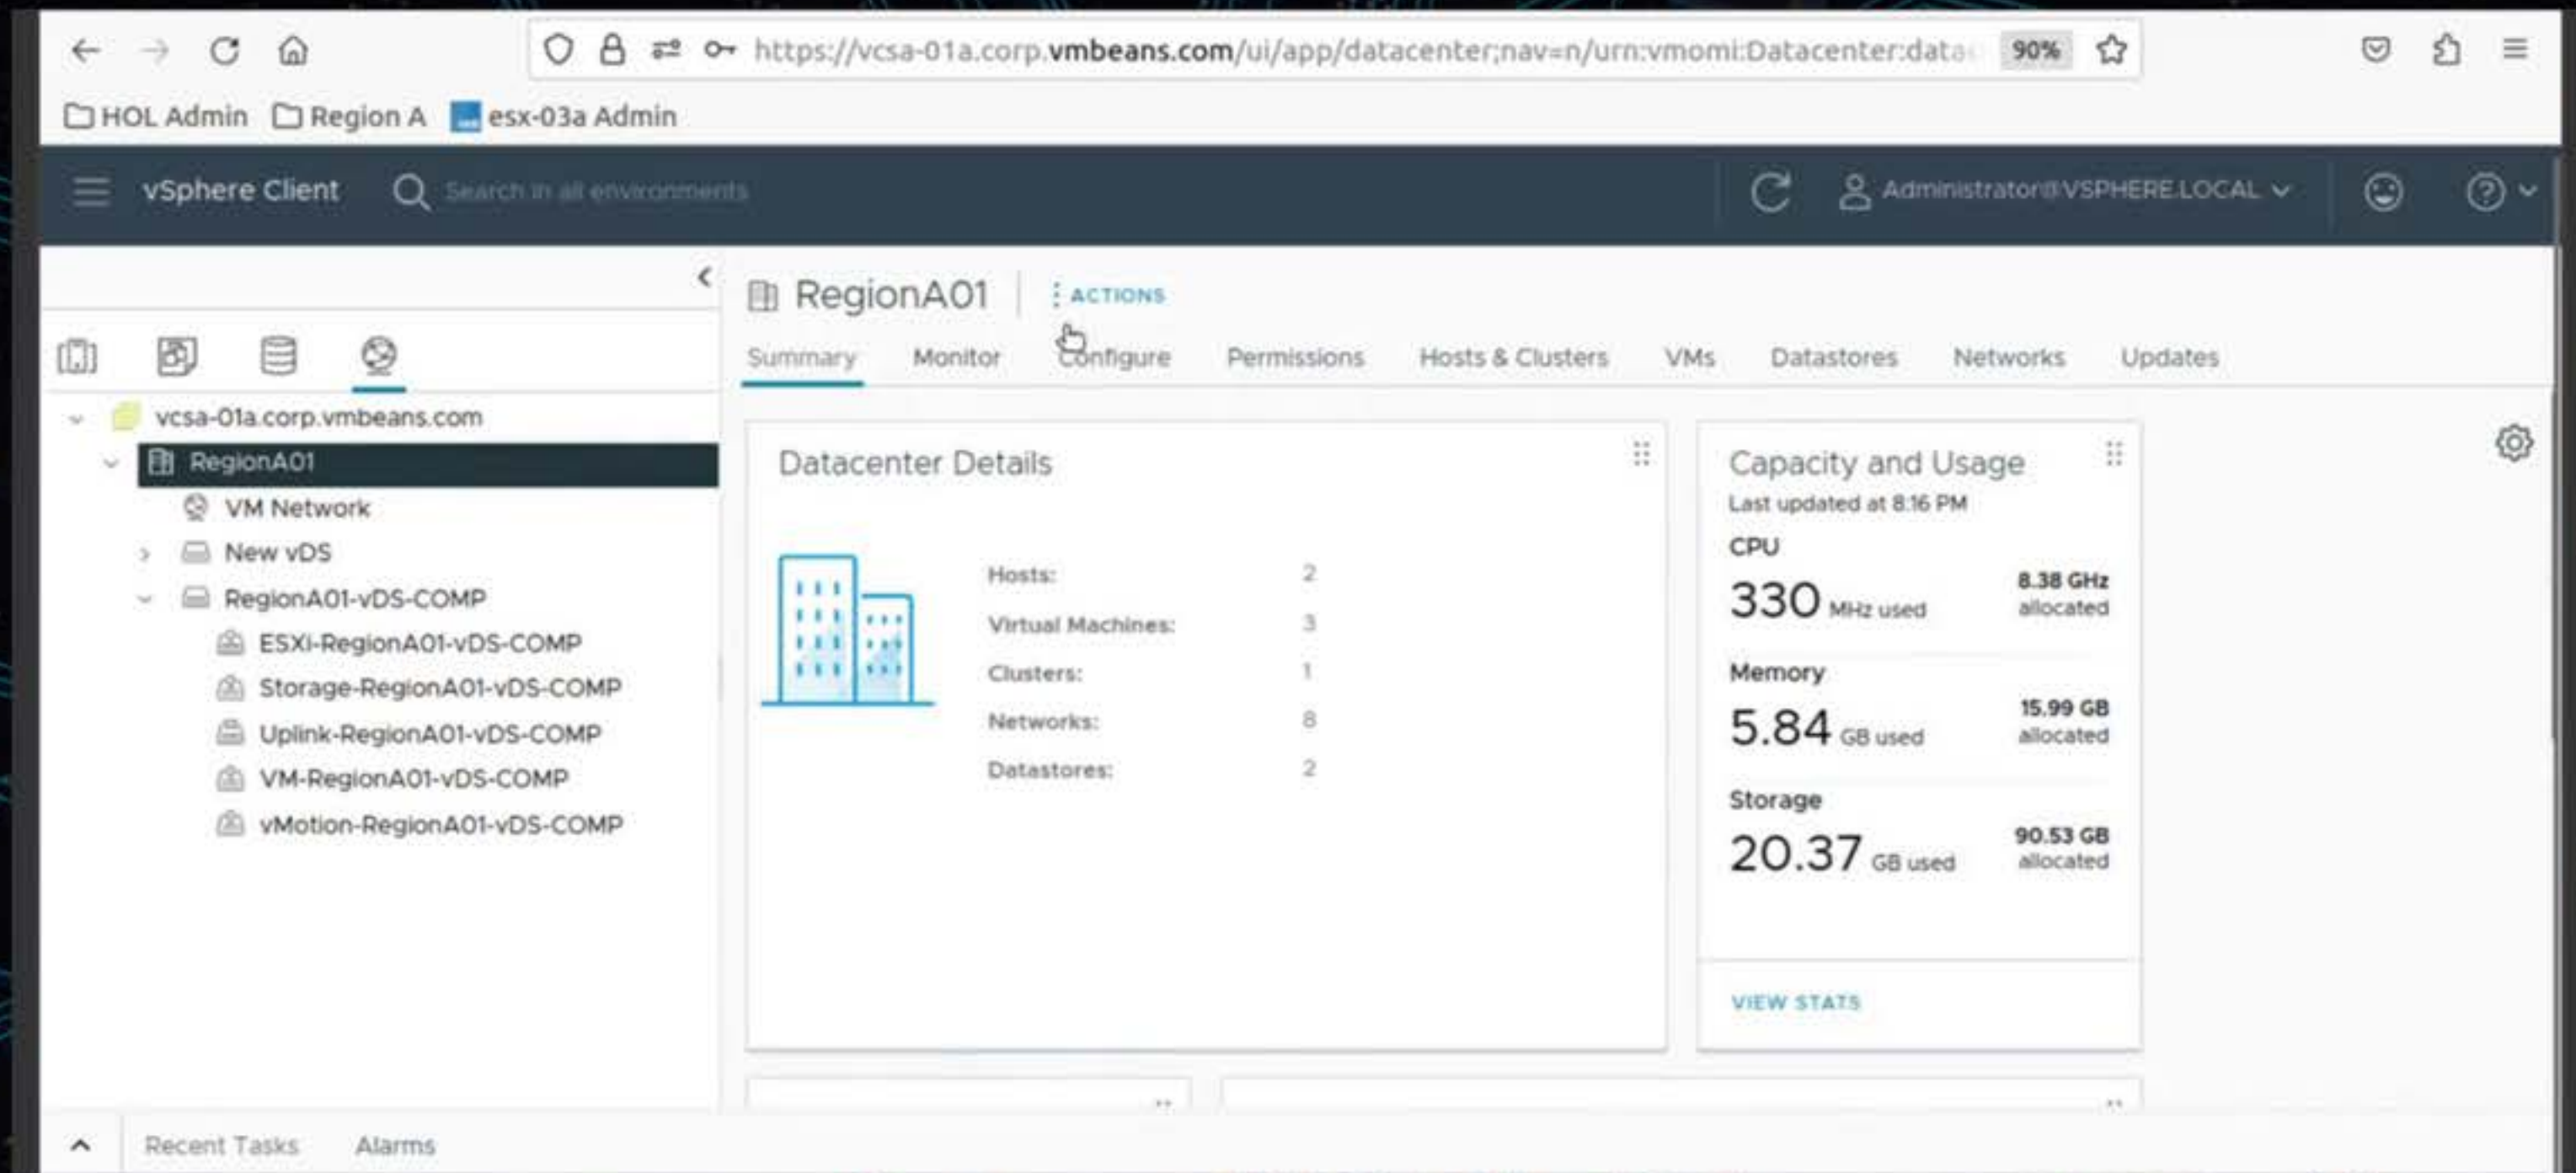 https://vcsa-01a.corp.vmbeans.com/ui/app/datacenter;nav=n/urn:vmomi:Datacenter:data
90%
HOL Admin Region A esx-03a Admin
vSphere Client Search in all environments Administrator@VSPHERE.LOCAL
RegionA01 ACTIONS
Summary Monitor Configure Permissions Hosts & Clusters VMs Datastores Networks Updates
vcsa-01a.corp.vmbeans.com
RegionA01
VM Network
New vDS
RegionA01-vDS-COMP
ESXi-RegionA01-vDS-COMP
Storage-RegionA01-vDS-COMP
Uplink-RegionA01-vDS-COMP
VM-RegionA01-vDS-COMP
vMotion-RegionA01-vDS-COMP
Datacenter Details
Hosts: 2
Virtual Machines: 3
Clusters: 1
Networks: 8
Datastores: 2
Capacity and Usage
Last updated at 8:16 PM
CPU
330 MHz used
8.38 GHz
allocated
Memory
5.84 GB used
15.99 GB
allocated
Storage
20.37 GB used
90.53 GB
allocated
VIEW STATS
Recent Tasks Alarms